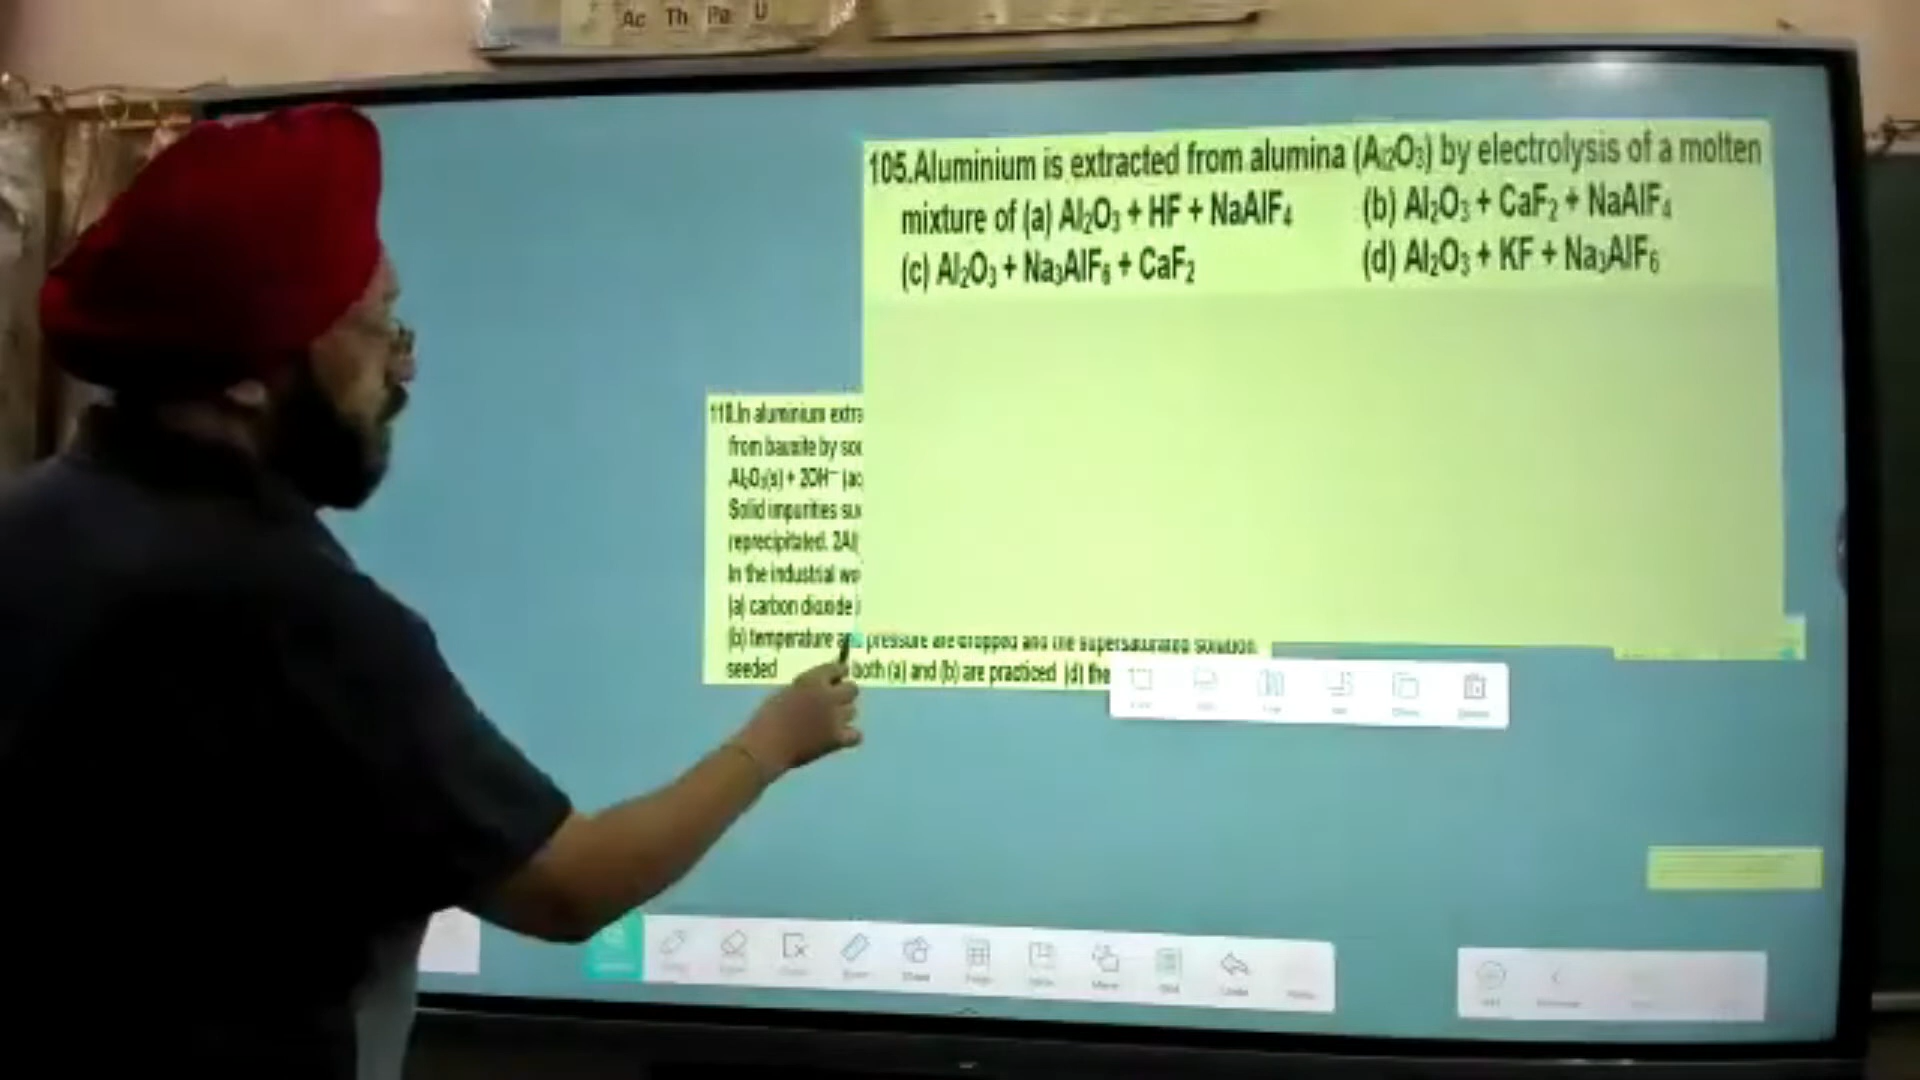 Ac Th Pa U
105.Aluminium is extracted from alumina (Al₂O₃) by electrolysis of a molten
mixture of (a) Al₂O₃ + HF + NaAlF₄ (b) Al₂O₃ + CaF₂ + NaAlF₄
(c) Al₂O₃ + Na₃AlF₆ + CaF₂ (d) Al₂O₃ + KF + Na₃AlF₆
110.In aluminium extra
from bauxite by so
Al₂O₃(s) + 2OH⁻ (aq
Solid impurities su
reprecipitated. 2Al
In the industrial wo
(a) carbon dioxide i
(b) temperature and pressure are dropped and the supersaturated solution
seeded both (a) and (b) are practiced (d) the